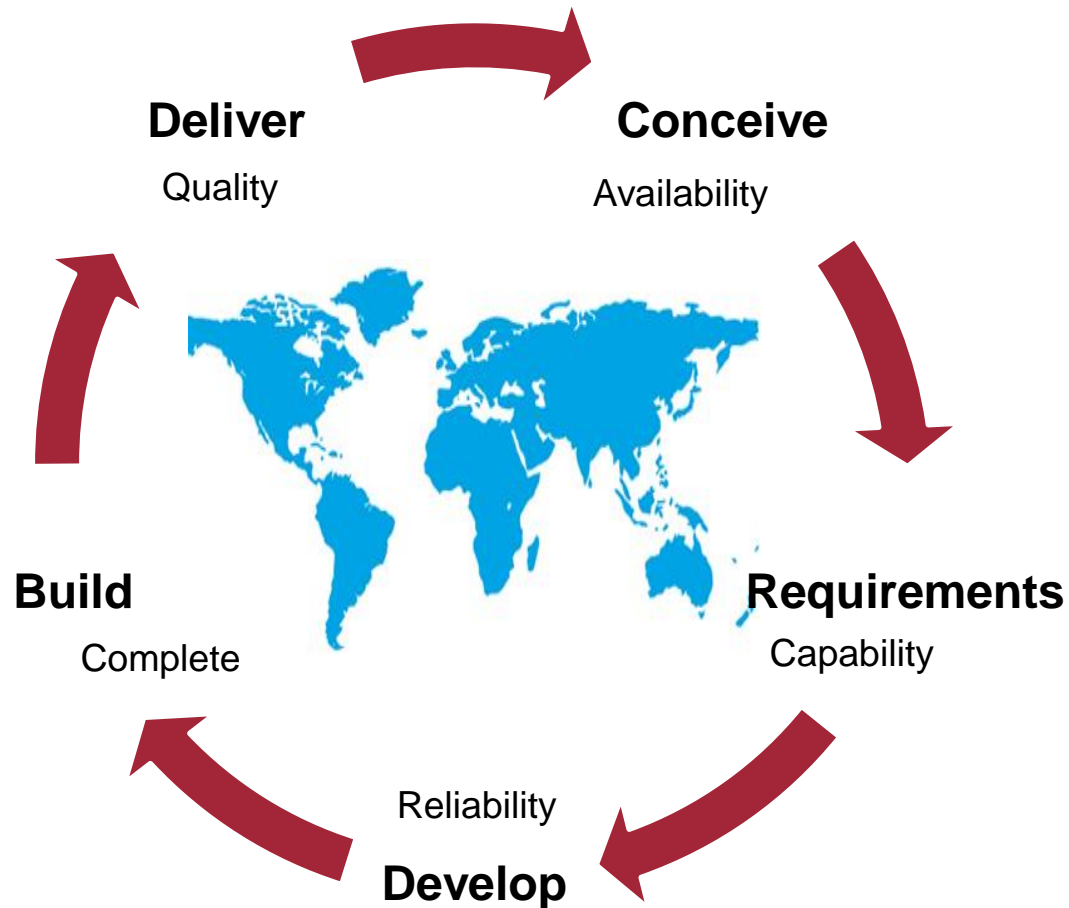 Deliver
Conceive
Quality
Availability
Build
Requirements
Complete
Capability
Reliability
Develop